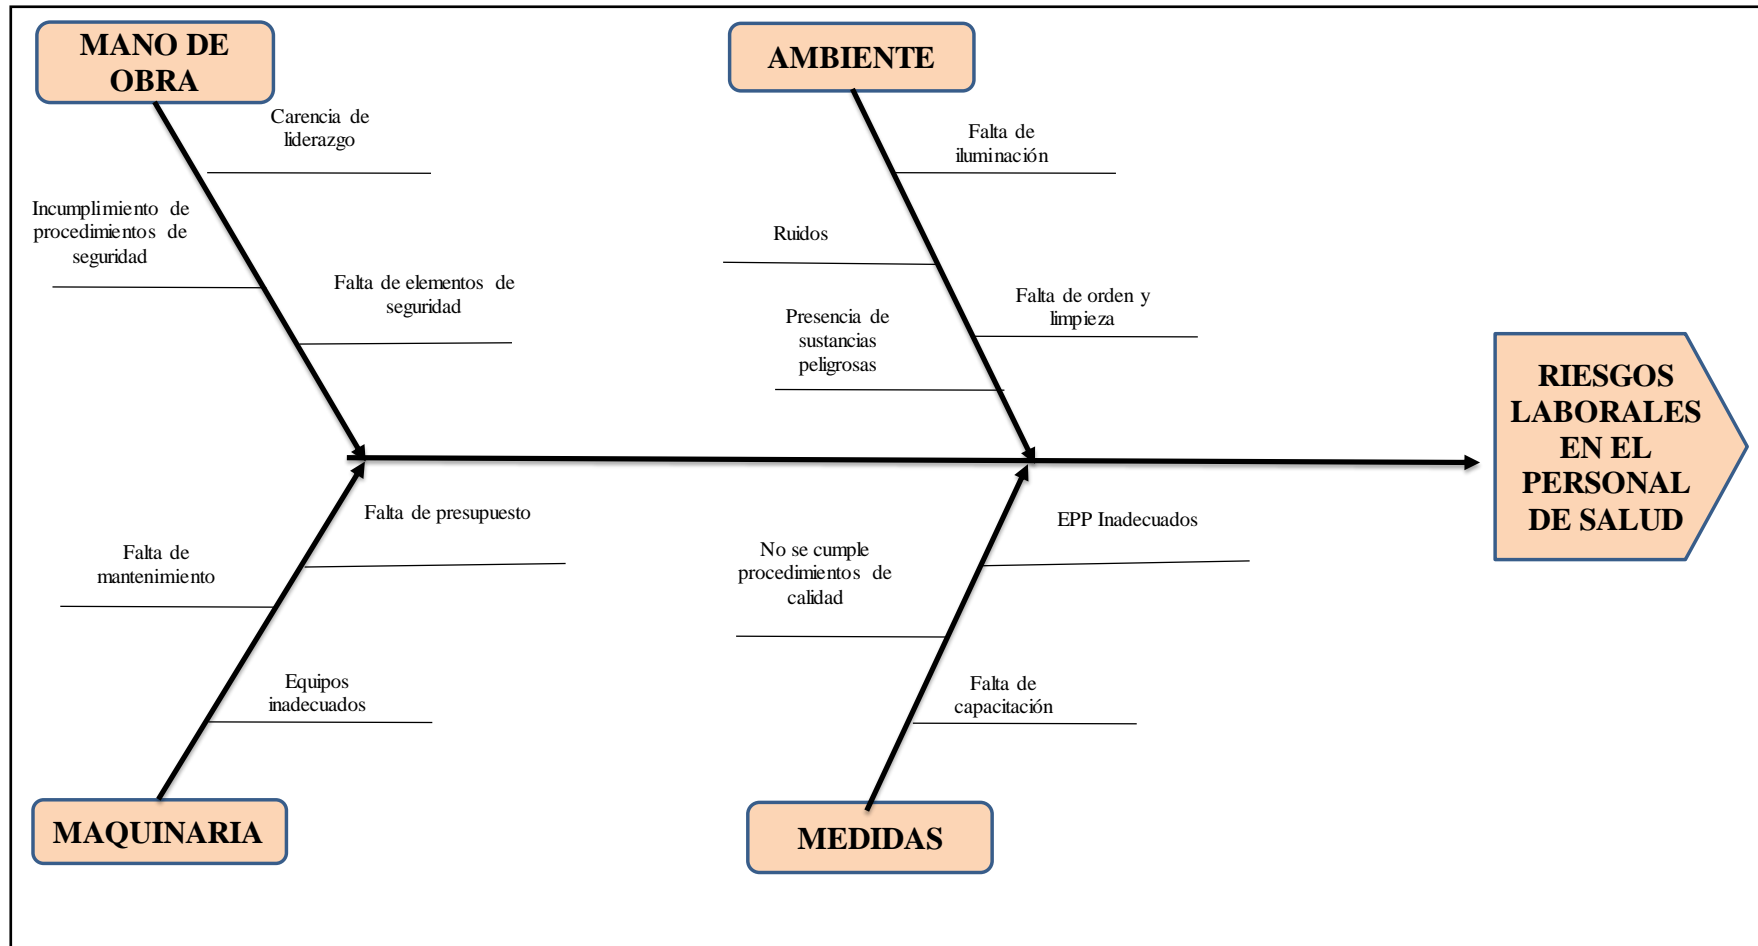 MANO DE
OBRA
AMBIENTE
Carencia de
liderazgo
Falta de
iluminación
Incumplimiento de
procedimientos de
seguridad
Ruidos
Falta de elementos de
seguridad
Falta de orden y
limpieza
Presencia de
sustancias
peligrosas
RIESGOS
LABORALES
EN EL
PERSONAL
DE SALUD
Falta de presupuesto
EPP Inadecuados
Falta de
mantenimiento
No se cumple
procedimientos de
calidad
Equipos
inadecuados
Falta de
capacitación
MAQUINARIA
MEDIDAS